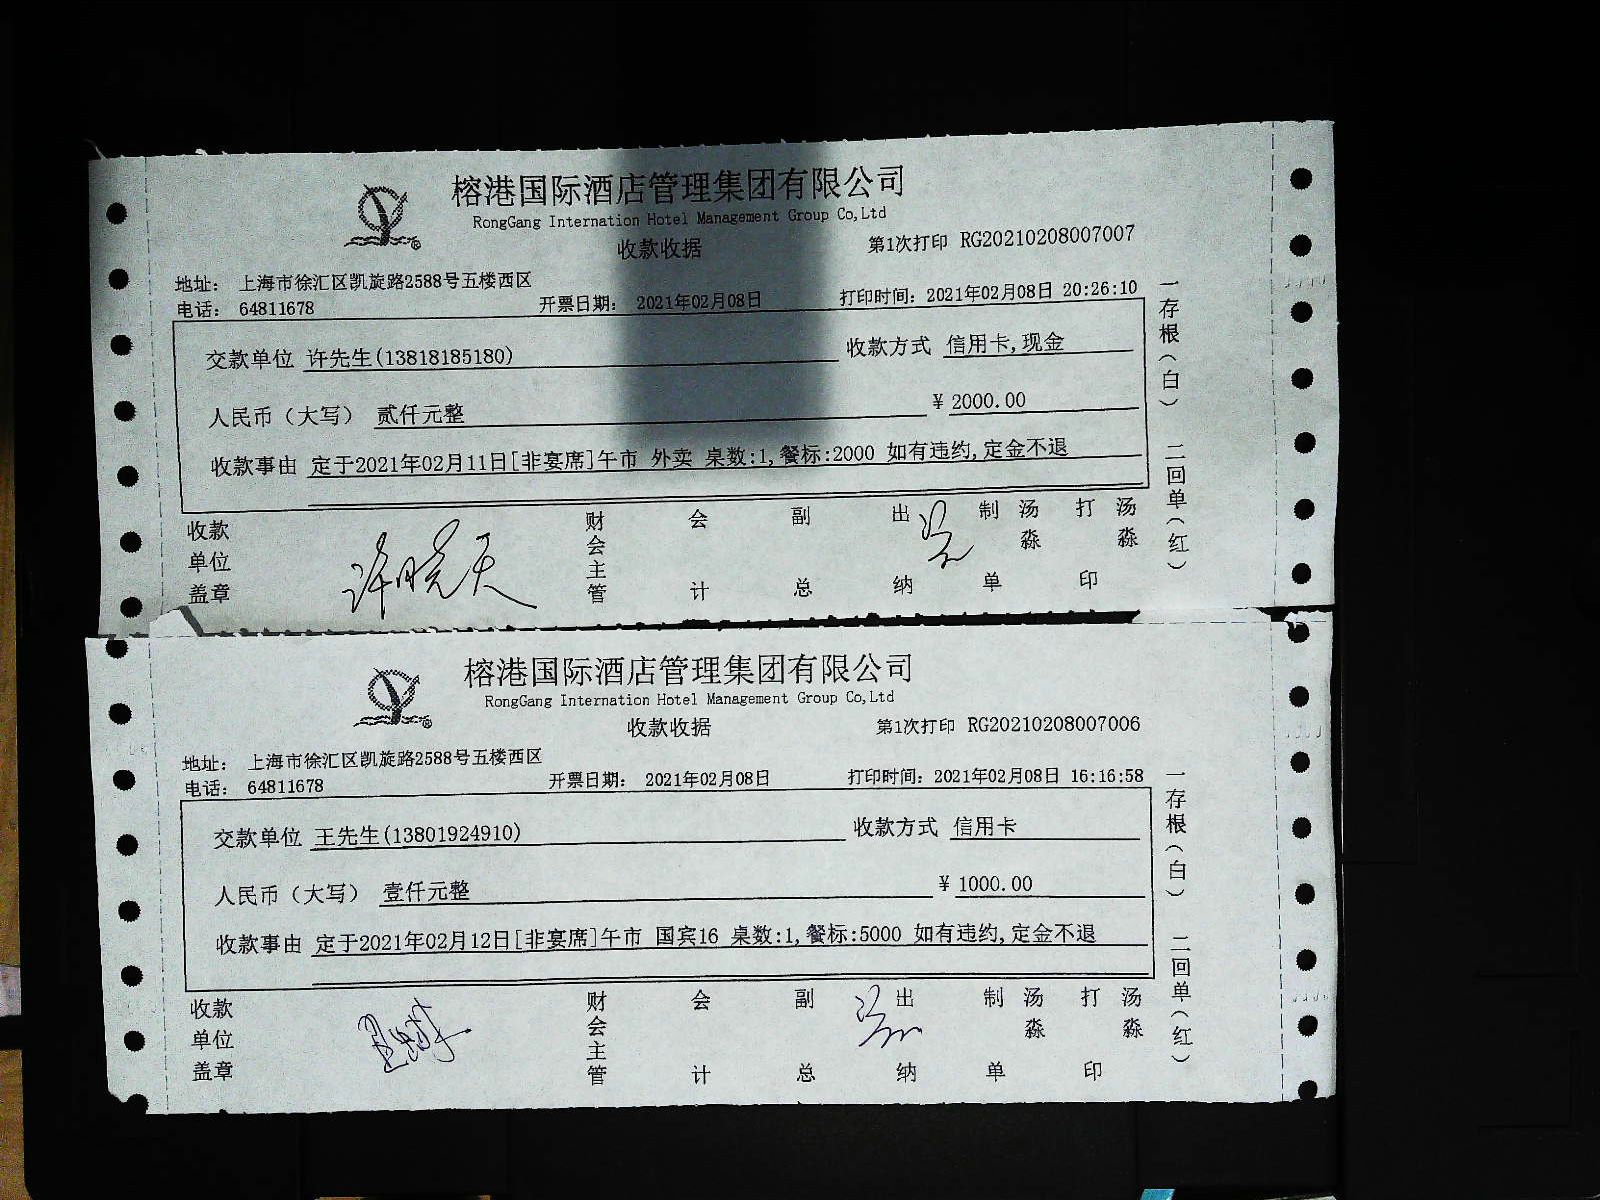 榕港国际酒店管理集团有限公司
RongGang Internation Hotel Management Group Co,Ltd
收款收据 第1次打印 RG20210208007007
地址： 上海市徐汇区凯旋路2588号五楼西区
电话： 64811678 开票日期： 2021年02月08日 打印时间：2021年02月08日 20:26:10
交款单位 许先生(13818185180) 收款方式 信用卡,现金
人民币（大写） 贰仟元整 ¥ 2000.00
收款事由 定于2021年02月11日[非宴席]午市 外卖 桌数:1,餐标:2000 如有违约,定金不退
收款单位盖章 许晓天 财会主管 会计 副总 出纳 制单 汤淼 打印 汤淼
一存根（白） 二回单（红）
榕港国际酒店管理集团有限公司
RongGang Internation Hotel Management Group Co,Ltd
收款收据 第1次打印 RG20210208007006
地址： 上海市徐汇区凯旋路2588号五楼西区
电话： 64811678 开票日期： 2021年02月08日 打印时间：2021年02月08日 16:16:58
交款单位 王先生(13801924910) 收款方式 信用卡
人民币（大写） 壹仟元整 ¥ 1000.00
收款事由 定于2021年02月12日[非宴席]午市 国宾16 桌数:1,餐标:5000 如有违约,定金不退
收款单位盖章 财会主管 会计 副总 出纳 制单 汤淼 打印 汤淼
一存根（白） 二回单（红）